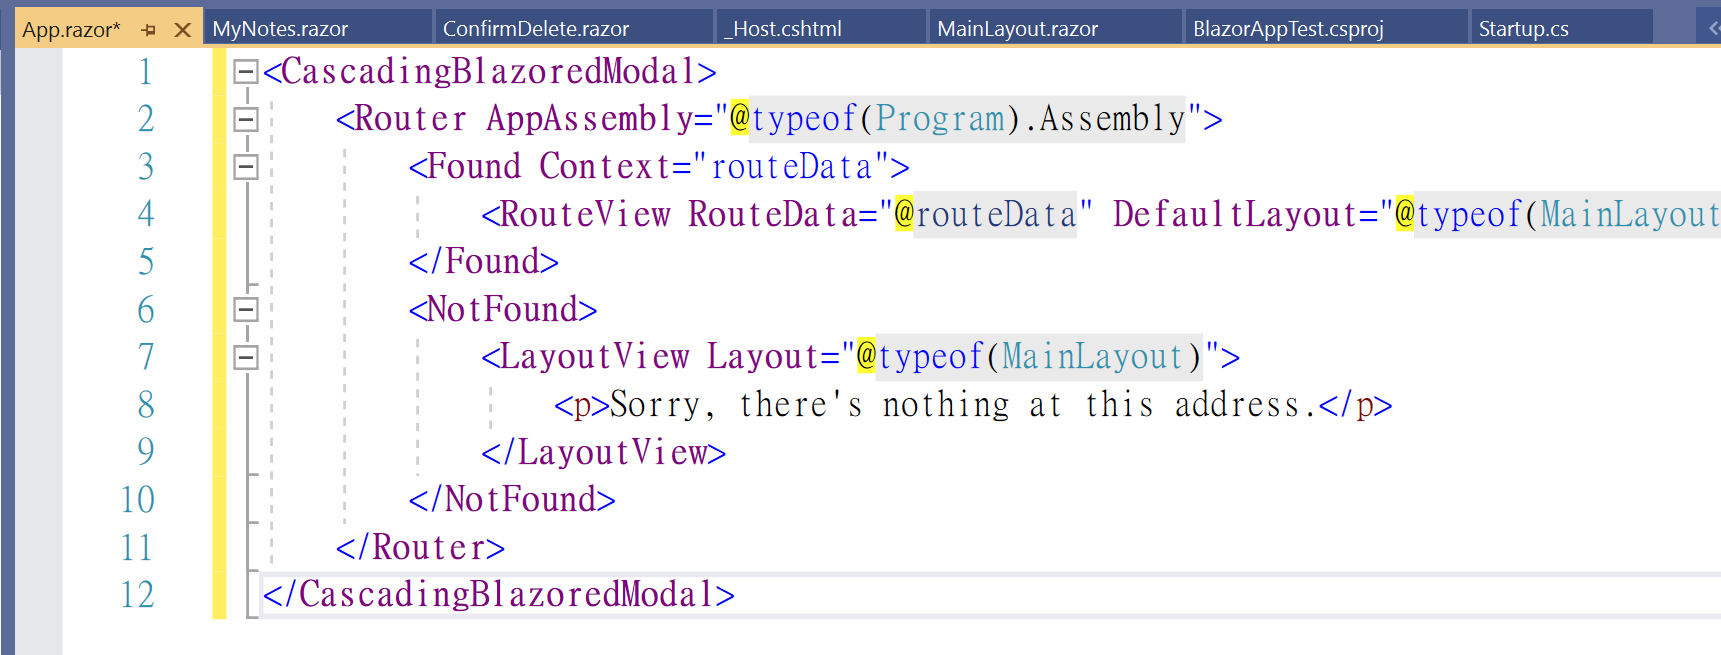 App.razor* MyNotes.razor ConfirmDelete.razor _Host.cshtml MainLayout.razor BlazorAppTest.csproj Startup.cs
1 <CascadingBlazoredModal>
2 <Router AppAssembly="@typeof(Program).Assembly">
3 <Found Context="routeData">
4 <RouteView RouteData="@routeData" DefaultLayout="@typeof(MainLayout
5 </Found>
6 <NotFound>
7 <LayoutView Layout="@typeof(MainLayout)">
8 <p>Sorry, there's nothing at this address.</p>
9 </LayoutView>
10 </NotFound>
11 </Router>
12 </CascadingBlazoredModal>